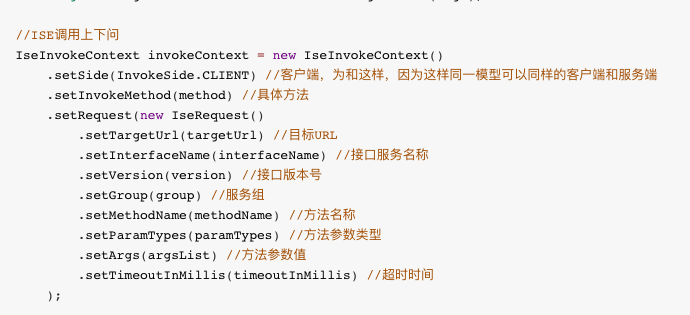 //ISE调用上下问
IseInvokeContext invokeContext = new IseInvokeContext()
.setSide(InvokeSide.CLIENT) //客户端，为和这样，因为这样同一模型可以同样的客户端和服务端
.setInvokeMethod(method) //具体方法
.setRequest(new IseRequest()
.setTargetUrl(targetUrl) //目标URL
.setInterfaceName(interfaceName) //接口服务名称
.setVersion(version) //接口版本号
.setGroup(group) //服务组
.setMethodName(methodName) //方法名称
.setParamTypes(paramTypes) //方法参数类型
.setArgs(argsList) //方法参数值
.setTimeoutInMillis(timeoutInMillis) //超时时间
);